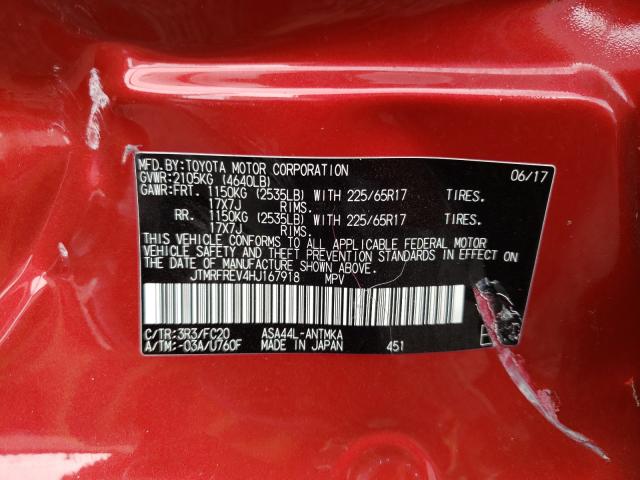 MFD.BY:TOYOTA MOTOR CORPORATION 06/17
GVWR:2105KG (4640LB)
GAWR:FRT. 1150KG (2535LB) WITH 225/65R17 TIRES.
17X7J RIMS.
RR. 1150KG (2535LB) WITH 225/65R17 TIRES.
17X7J RIMS.
THIS VEHICLE CONFORMS TO ALL APPLICABLE FEDERAL MOTOR
VEHICLE SAFETY AND THEFT PREVENTION STANDARDS IN EFFECT ON
THE DATE OF MANUFACTURE SHOWN ABOVE.
JTMRFREV4HJ167918 MPV
C/TR:3R3/FC20 ASA44L-ANTMKA
A/TM:-03A/U760F MADE IN JAPAN 451